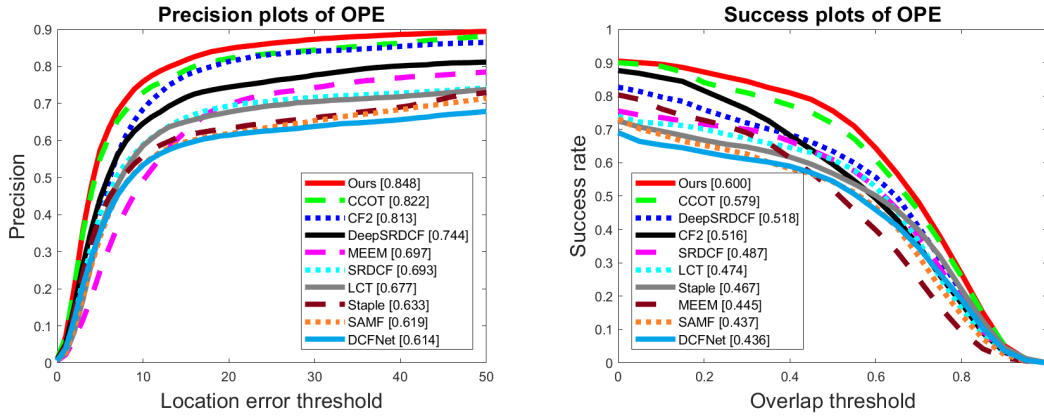 Precision plots of OPE
Precision
0.9
0.8
0.7
0.6
0.5
0.4
0.3
0.2
0.1
0
Ours [0.848]
CCOT [0.822]
CF2 [0.813]
DeepSRDCF [0.744]
MEEM [0.697]
SRDCF [0.693]
LCT [0.677]
Staple [0.633]
SAMF [0.619]
DCFNet [0.614]
0 10 20 30 40 50
Location error threshold
Success plots of OPE
Success rate
1
0.9
0.8
0.7
0.6
0.5
0.4
0.3
0.2
0.1
0
Ours [0.600]
CCOT [0.579]
DeepSRDCF [0.518]
CF2 [0.516]
SRDCF [0.487]
LCT [0.474]
Staple [0.467]
MEEM [0.445]
SAMF [0.437]
DCFNet [0.436]
0 0.2 0.4 0.6 0.8
Overlap threshold